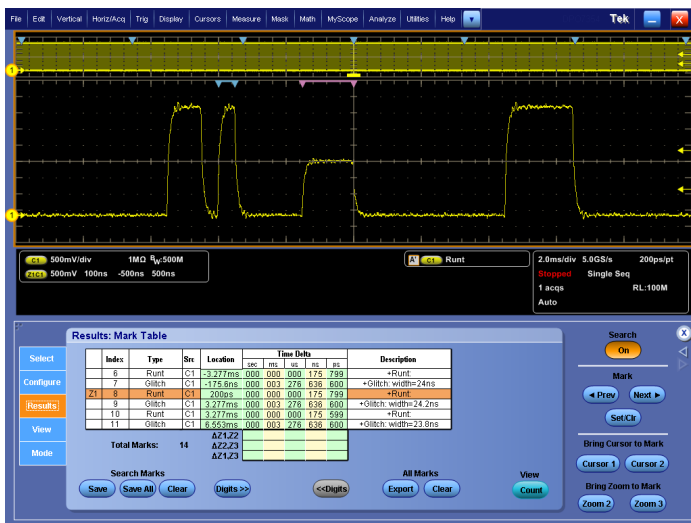 File Edit Vertical Horiz/Acq Trig Display Cursors Measure Mask Math MyScope Analyze Utilities Help Tek X
1
1
C1 500mV/div 1MΩ BW:500M
Z1C1 500mV 100ns -500ns 500ns
A' C1 Runt
2.0ms/div 5.0GS/s 200ps/pt
Stopped Single Seq
1 acqs RL:100M
Auto
Results: Mark Table
Select
Configure
Results
View
Mode
Index Type Src Location Time Delta Description
sec ms us ns ps
6 Runt C1 -3.277ms 000 000 000 175 799 +Runt:
7 Glitch C1 -175.6ns 000 003 276 636 600 +Glitch: width=24ns
Z1 8 Runt C1 200ps 000 000 000 175 799 +Runt:
9 Glitch C1 3.277ms 000 003 276 636 600 +Glitch: width=24.2ns
10 Runt C1 3.277ms 000 000 000 175 599 +Runt:
11 Glitch C1 6.553ms 000 003 276 636 600 +Glitch: width=23.8ns
Total Marks: 14
ΔZ1,Z2
ΔZ2,Z3
ΔZ1,Z3
Search Marks
Save Save All Clear
Digits >>
<<Digits
All Marks
Export Clear
View
Count
Search
On
X
Mark
Prev Next
Set/Clr
Bring Cursor to Mark
Cursor 1 Cursor 2
Bring Zoom to Mark
Zoom 2 Zoom 3